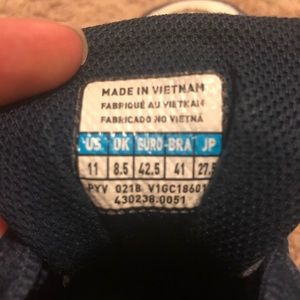 MADE IN VIETNAM
FABRIQUÉ AU VIETNAM
FABRICADO NO VIETNÃ
US UK EURO-BRA JP
11 8.5 42.5 41 27.5
PYV 0218 V1GC18601
430238.0051